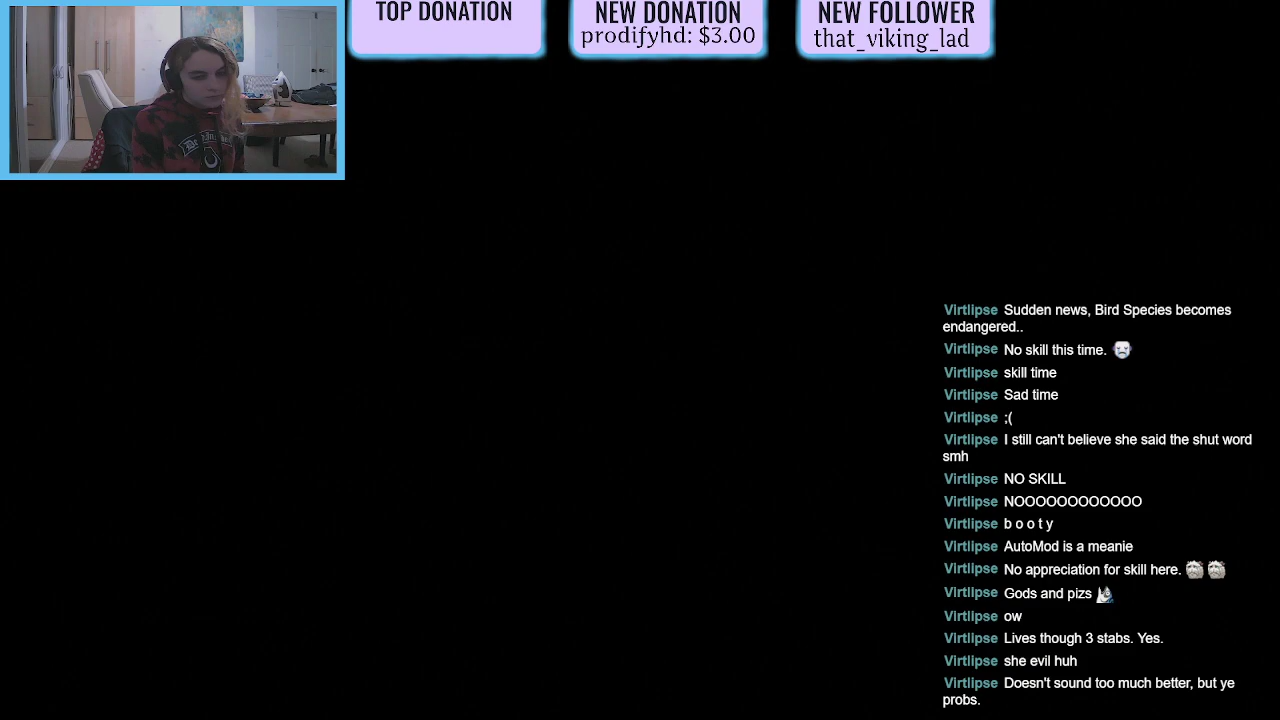 TOP DONATION
NEW DONATION
prodifyhd: $3.00
NEW FOLLOWER
that_viking_lad
Virtlipse Sudden news, Bird Species becomes
endangered..
Virtlipse No skill this time.
Virtlipse skill time
Virtlipse Sad time
Virtlipse ;(
Virtlipse I still can't believe she said the shut word
smh
Virtlipse NO SKILL
Virtlipse NOOOOOOOOOOOO
Virtlipse b o o t y
Virtlipse AutoMod is a meanie
Virtlipse No appreciation for skill here.
Virtlipse Gods and pizs
Virtlipse ow
Virtlipse Lives though 3 stabs. Yes.
Virtlipse she evil huh
Virtlipse Doesn't sound too much better, but ye
probs.